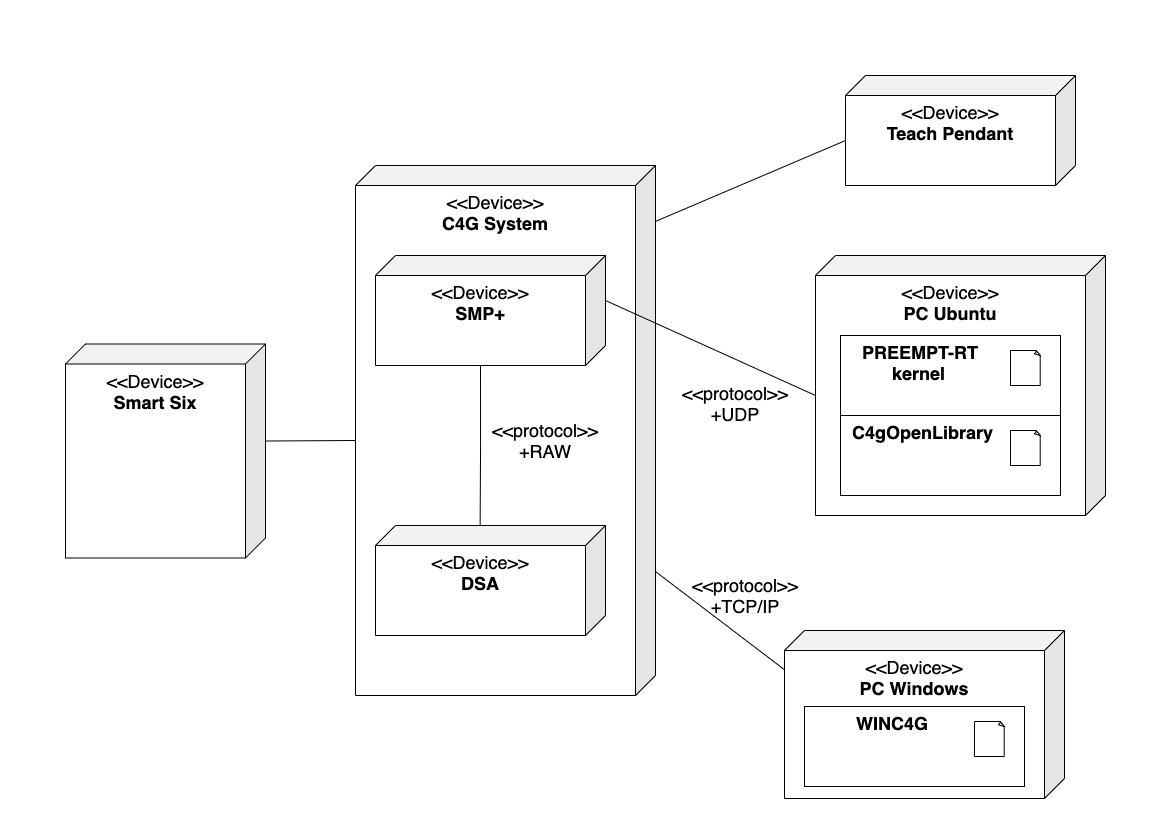 <<Device>>
Teach Pendant
<<Device>>
C4G System
<<Device>>
SMP+
<<Device>>
PC Ubuntu
PREEMPT-RT
kernel
C4gOpenLibrary
<<Device>>
Smart Six
<<protocol>>
+UDP
<<protocol>>
+RAW
<<Device>>
DSA
<<protocol>>
+TCP/IP
<<Device>>
PC Windows
WINC4G